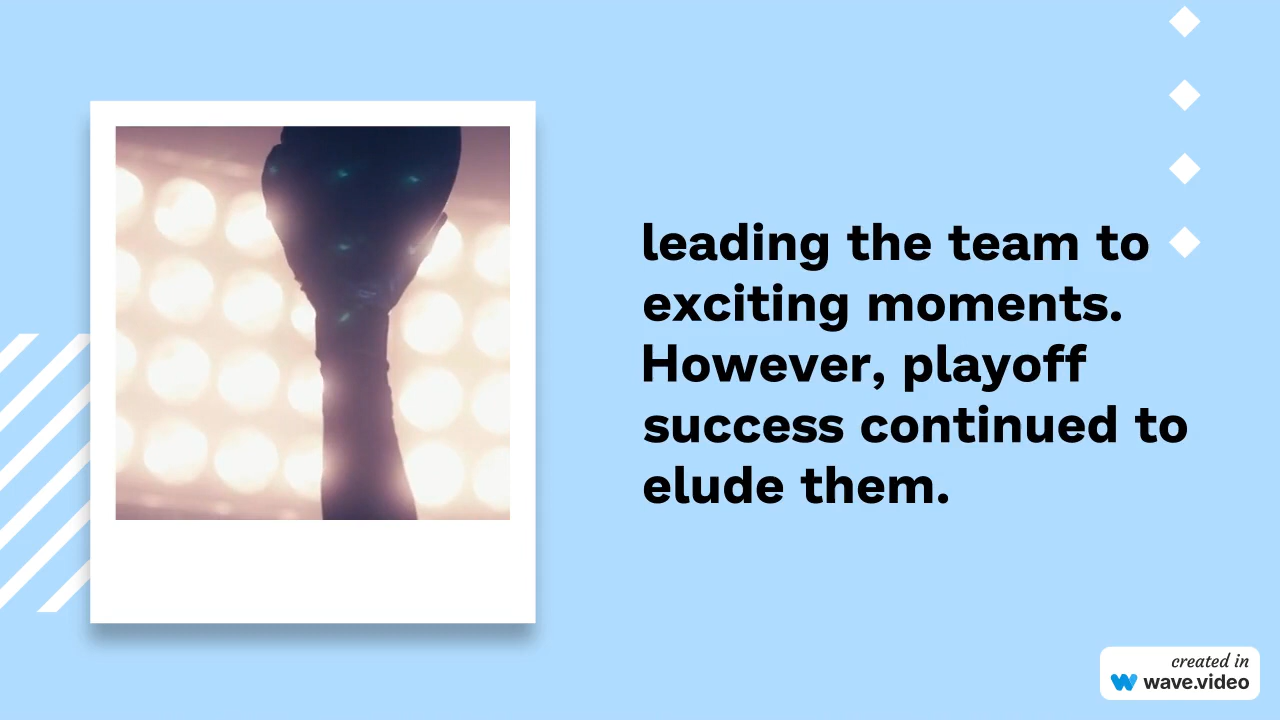 leading the team to
exciting moments.
However, playoff
success continued to
elude them.
created in
wave.video